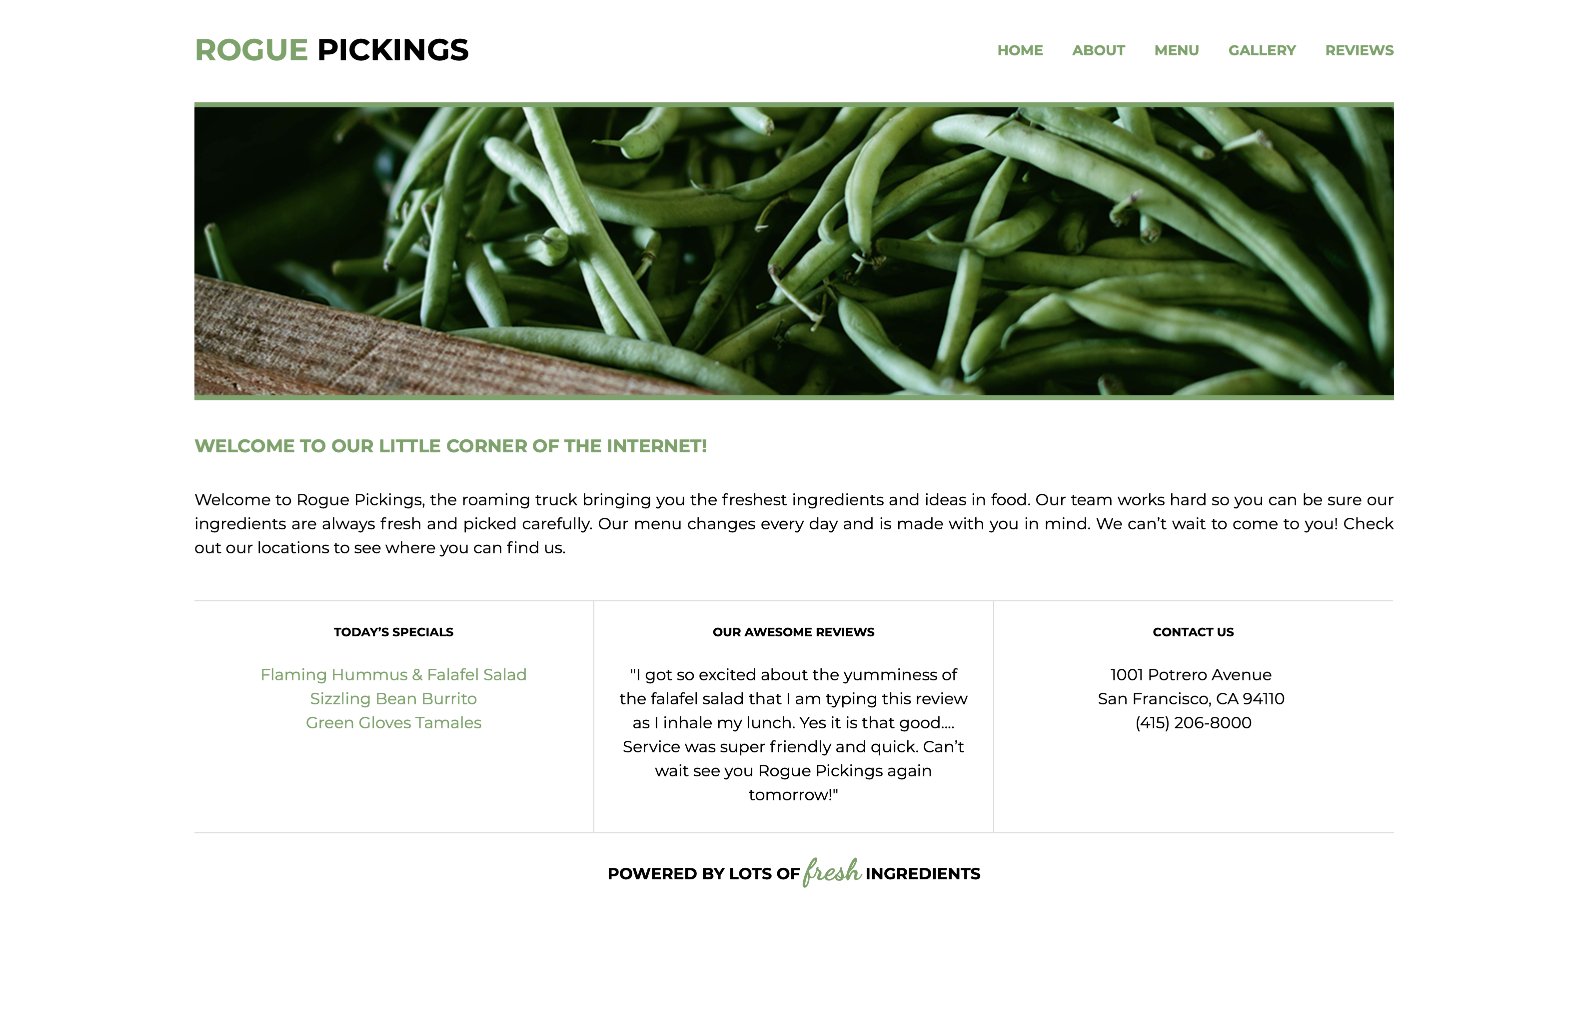 ROGUE PICKINGS
HOME ABOUT MENU GALLERY REVIEWS
WELCOME TO OUR LITTLE CORNER OF THE INTERNET!
Welcome to Rogue Pickings, the roaming truck bringing you the freshest ingredients and ideas in food. Our team works hard so you can be sure our
ingredients are always fresh and picked carefully. Our menu changes every day and is made with you in mind. We can’t wait to come to you! Check
out our locations to see where you can find us.
TODAY’S SPECIALS
Flaming Hummus & Falafel Salad
Sizzling Bean Burrito
Green Gloves Tamales
OUR AWESOME REVIEWS
"I got so excited about the yumminess of
the falafel salad that I am typing this review
as I inhale my lunch. Yes it is that good....
Service was super friendly and quick. Can’t
wait see you Rogue Pickings again
tomorrow!"
CONTACT US
1001 Potrero Avenue
San Francisco, CA 94110
(415) 206-8000
POWERED BY LOTS OF fresh INGREDIENTS